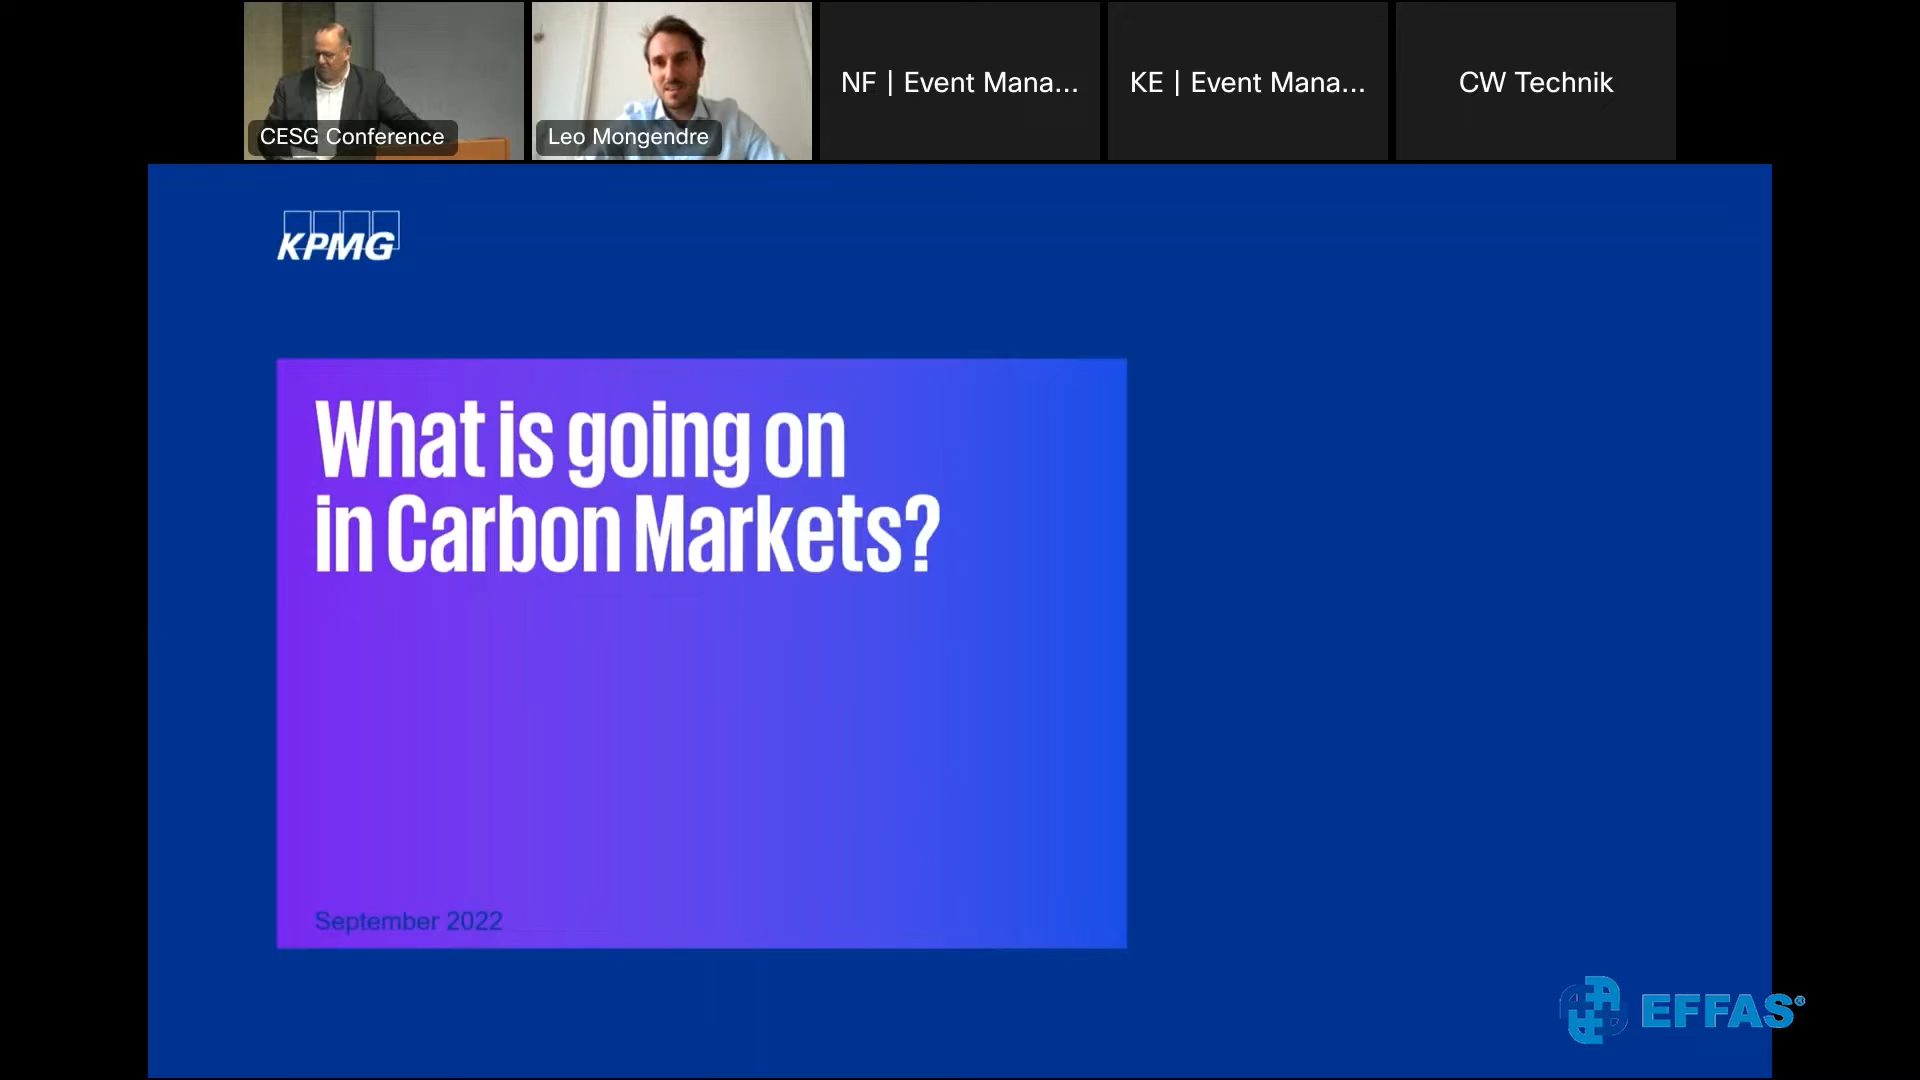 CESG Conference
Leo Mongendre
NF | Event Mana...
KE | Event Mana...
CW Technik
KPMG
What is going on
in Carbon Markets?
September 2022
EFFAS®